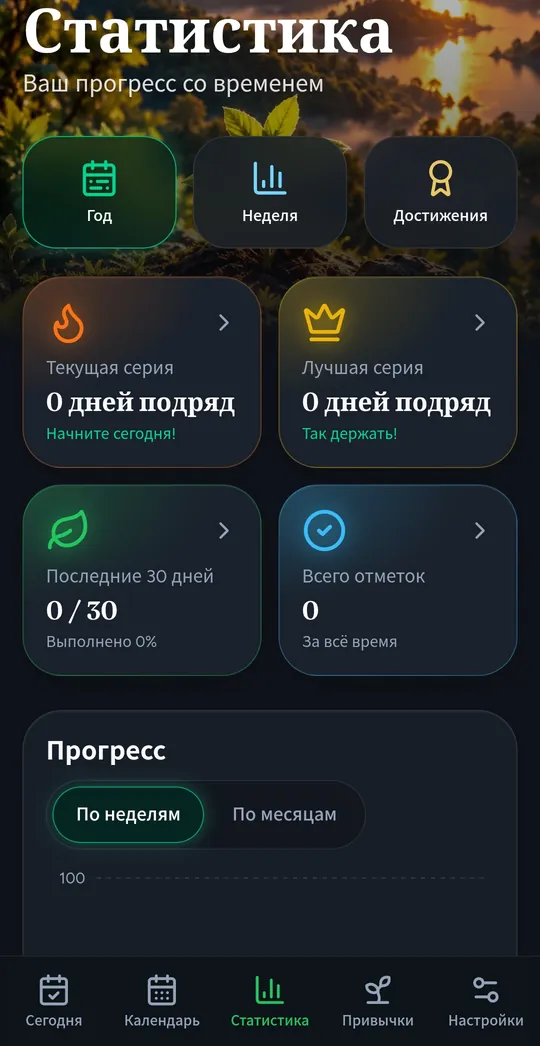 Статистика
Ваш прогресс со временем
Год
Неделя
Достижения
Текущая серия
0 дней подряд
Начните сегодня!
Лучшая серия
0 дней подряд
Так держать!
Последние 30 дней
0 / 30
Выполнено 0%
Всего отметок
0
За всё время
Прогресс
По неделям
По месяцам
100
Сегодня
Календарь
Статистика
Привычки
Настройки